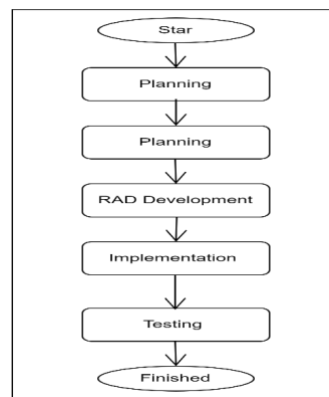 Star
Planning
Planning
RAD Development
Implementation
Testing
Finished